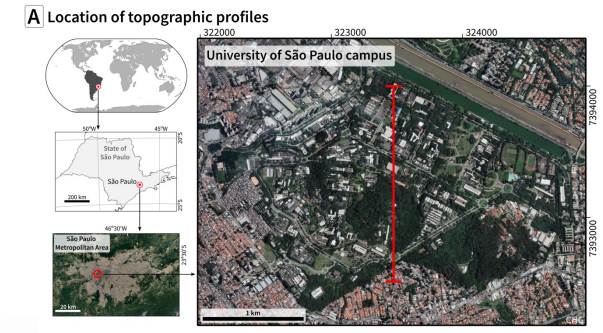 A Location of topographic profiles
322000 323000 324000
University of São Paulo campus
50°W 45°W
20°S
State of
São Paulo
São Paulo
200 km
25°S
46°30'W
São Paulo
Metropolitan Area
23°30'S
20 km
7394000
7393000
1 km
CHG